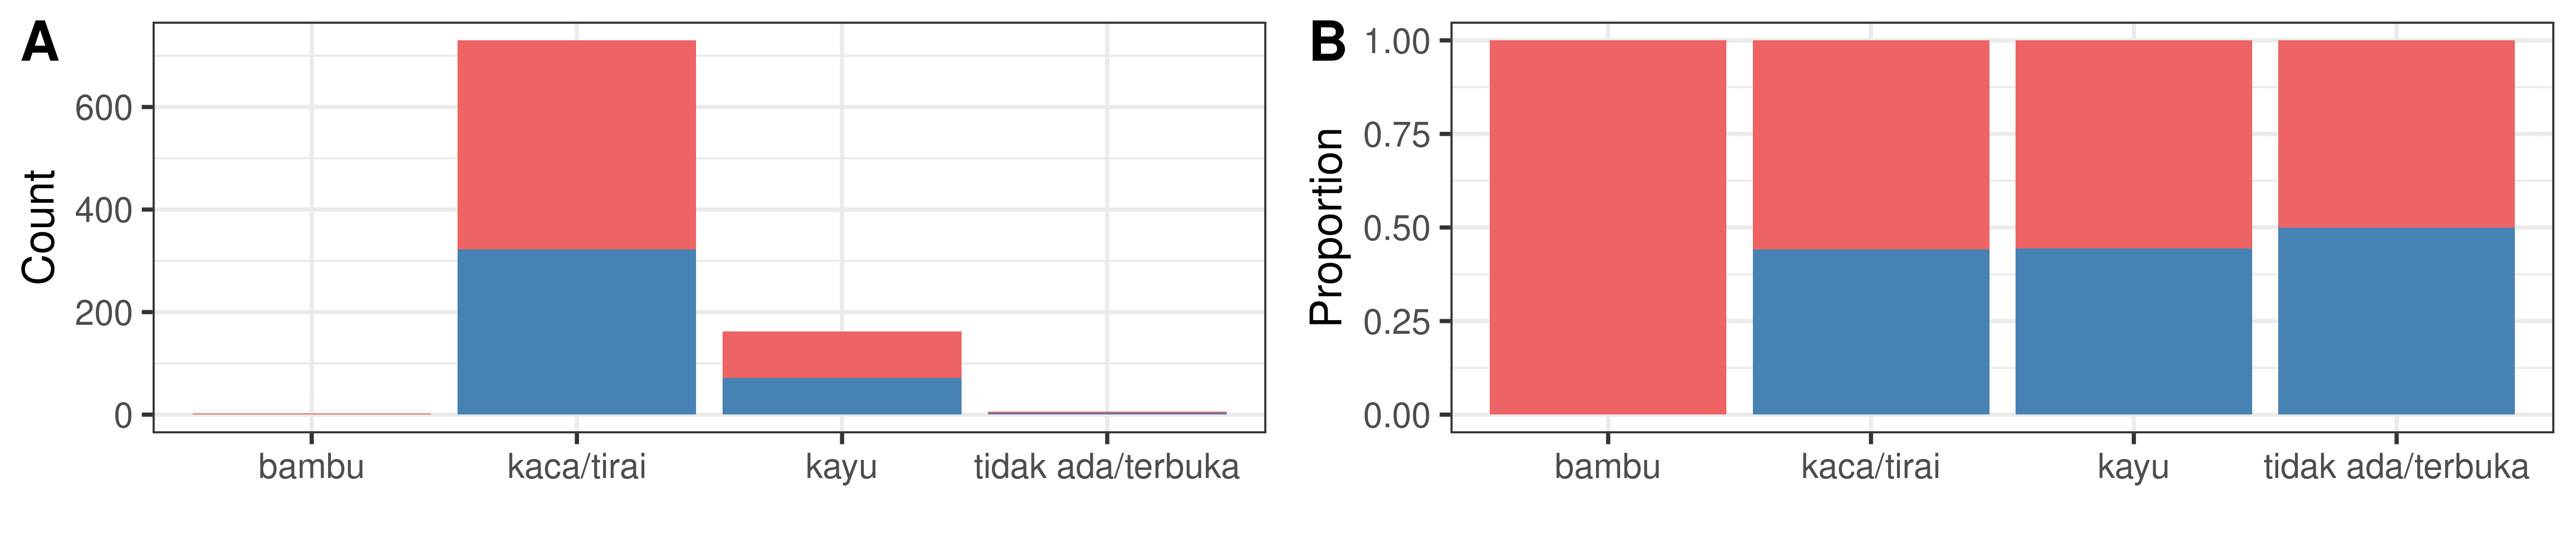 A
Count
600
400
200
0
bambu kaca/tirai kayu tidak ada/terbuka
B
Proportion
1.00
0.75
0.50
0.25
0.00
bambu kaca/tirai kayu tidak ada/terbuka